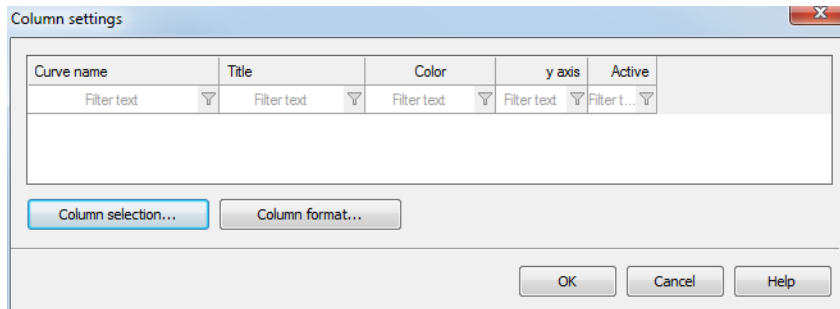 Column settings
Curve name Title Color y axis Active
Filter text Filter text Filter text Filter text Filter t...
Column selection... Column format...
OK Cancel Help